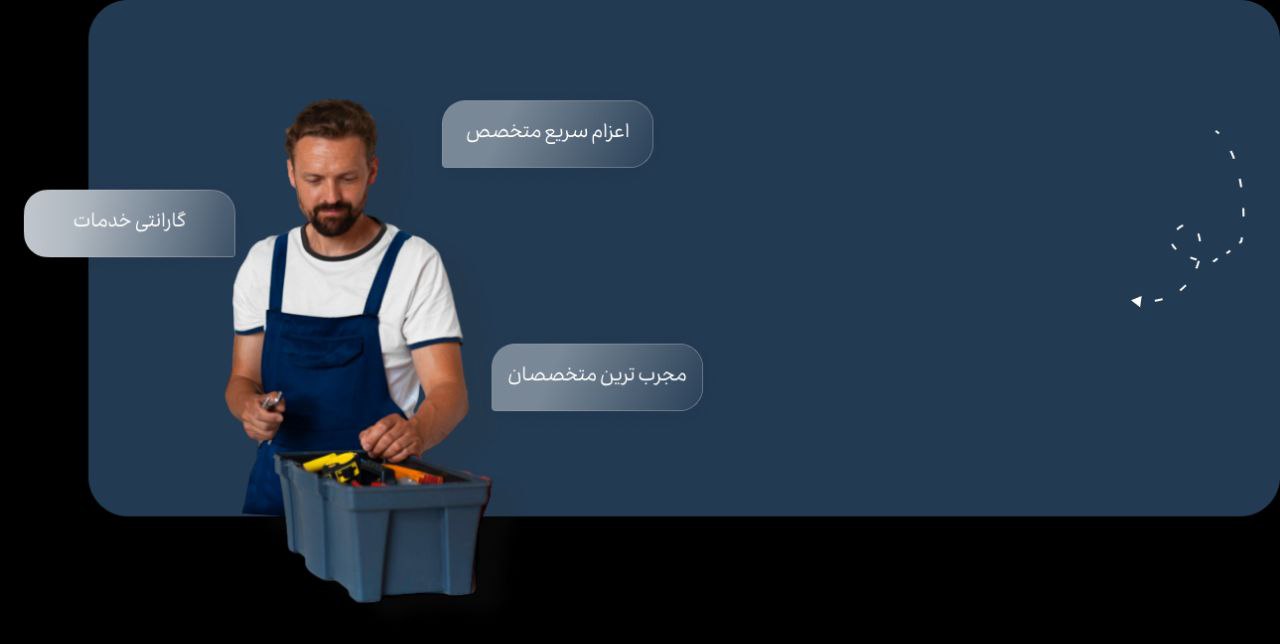 اعزام سریع متخصص
گارانتی خدمات
مجرب ترین متخصصان